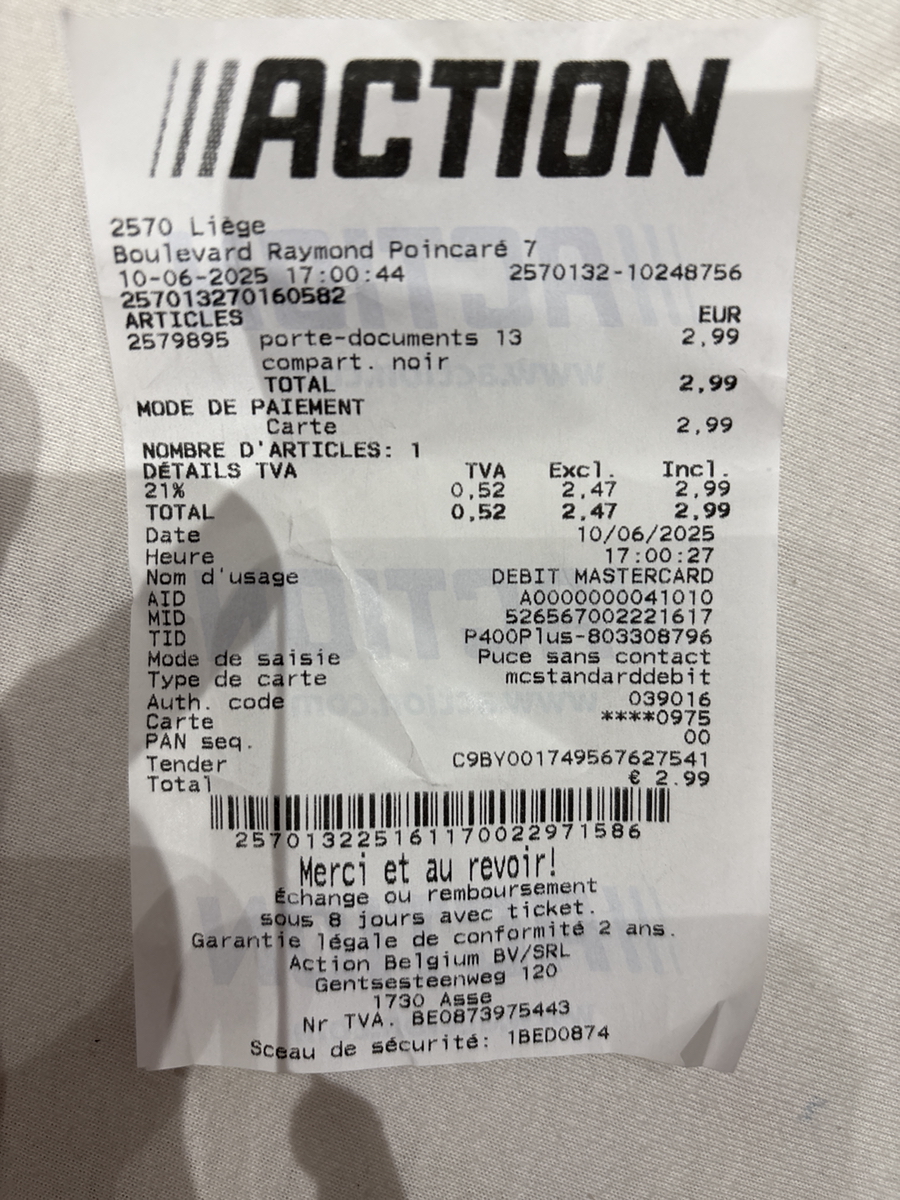 ACTION
2570 Liège
Boulevard Raymond Poincaré 7
10-06-2025 17:00:44 2570132-10248756
257013270160582
ARTICLES EUR
2579895 porte-documents 13 2,99
compart. noir
TOTAL 2,99
MODE DE PAIEMENT
Carte 2,99
NOMBRE D'ARTICLES: 1
DÉTAILS TVA TVA Excl. Incl.
21% 0,52 2,47 2,99
TOTAL 0,52 2,47 2,99
Date 10/06/2025
Heure 17:00:27
Nom d'usage DEBIT MASTERCARD
AID A0000000041010
MID 526567002221617
TID P400Plus-803308796
Mode de saisie Puce sans contact
Type de carte mcstandarddebit
Auth. code 039016
Carte ****0975
PAN seq. 00
Tender C9BY001749567627541
Total € 2.99
257013225161170022971586
Merci et au revoir!
Échange ou remboursement
sous 8 jours avec ticket.
Garantie légale de conformité 2 ans.
Action Belgium BV/SRL
Gentsesteenweg 120
1730 Asse
Nr TVA. BE0873975443
Sceau de sécurité: 1BED0874